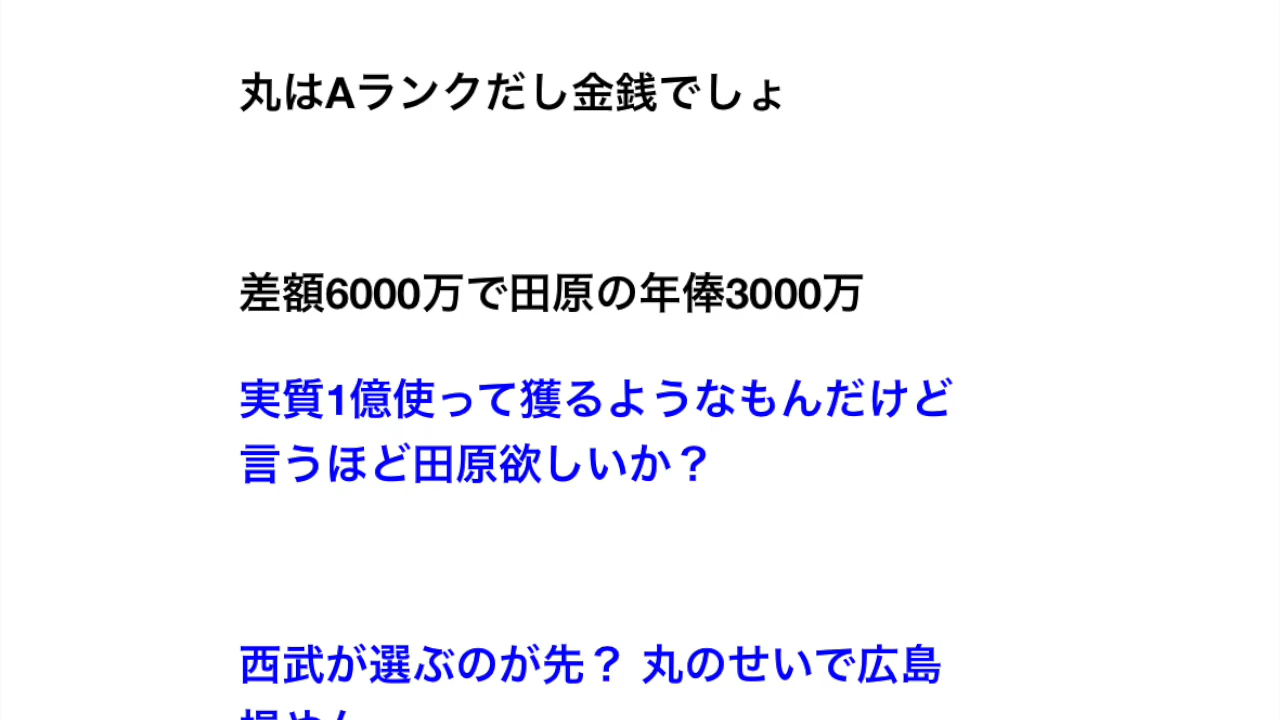 丸はAランクだし金銭でしょ
差額6000万で田原の年俸3000万
実質1億使って獲るようなもんだけど
言うほど田原欲しいか？
西武が選ぶのが先？ 丸のせいで広島